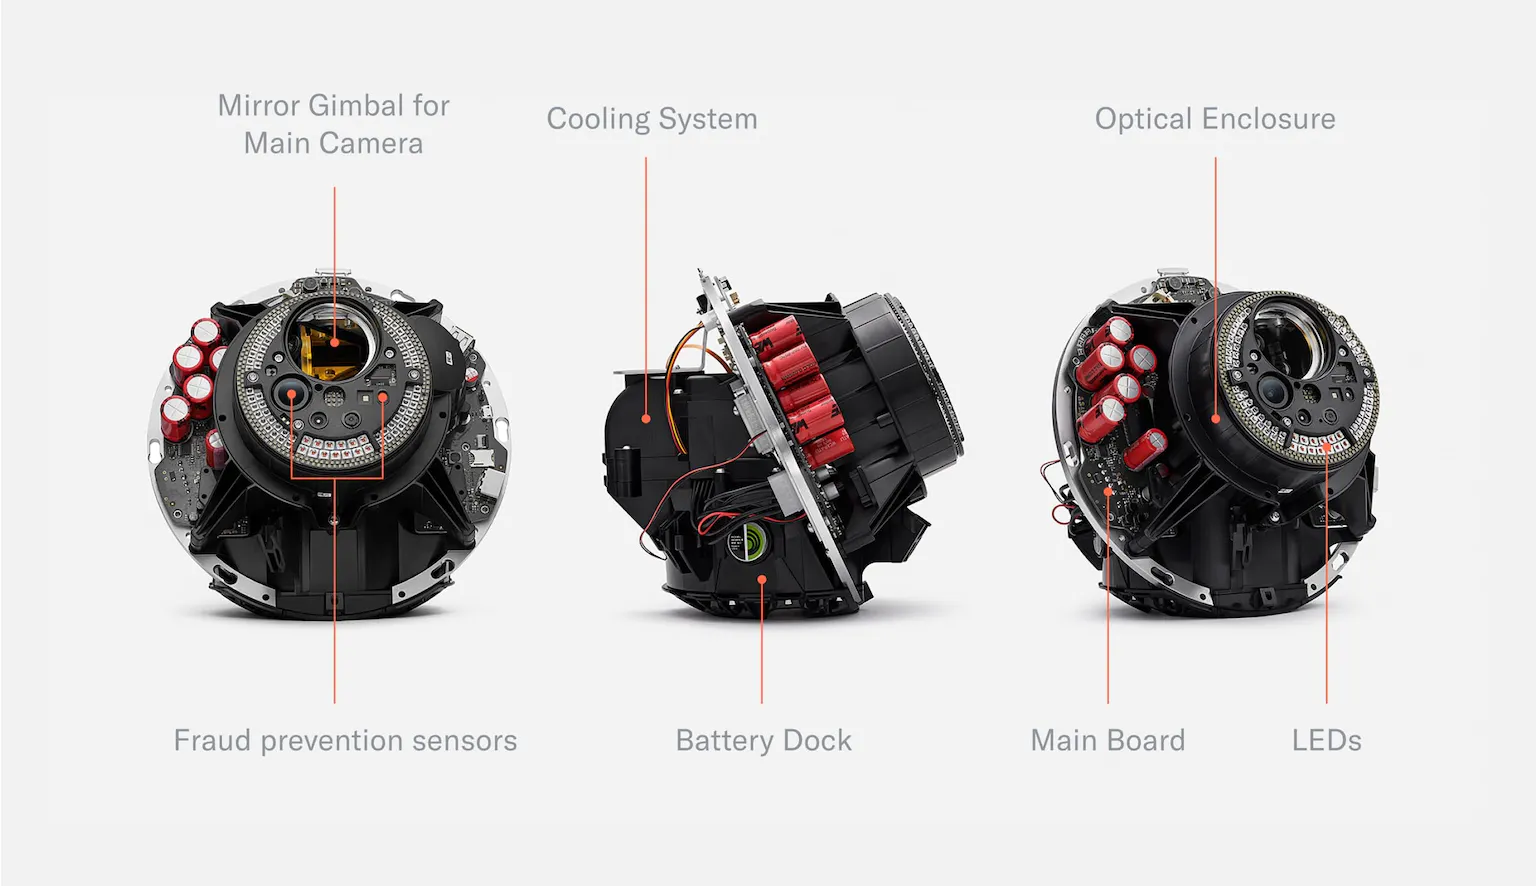 Mirror Gimbal for
Main Camera
Cooling System
Optical Enclosure
Fraud prevention sensors
Battery Dock
Main Board
LEDs